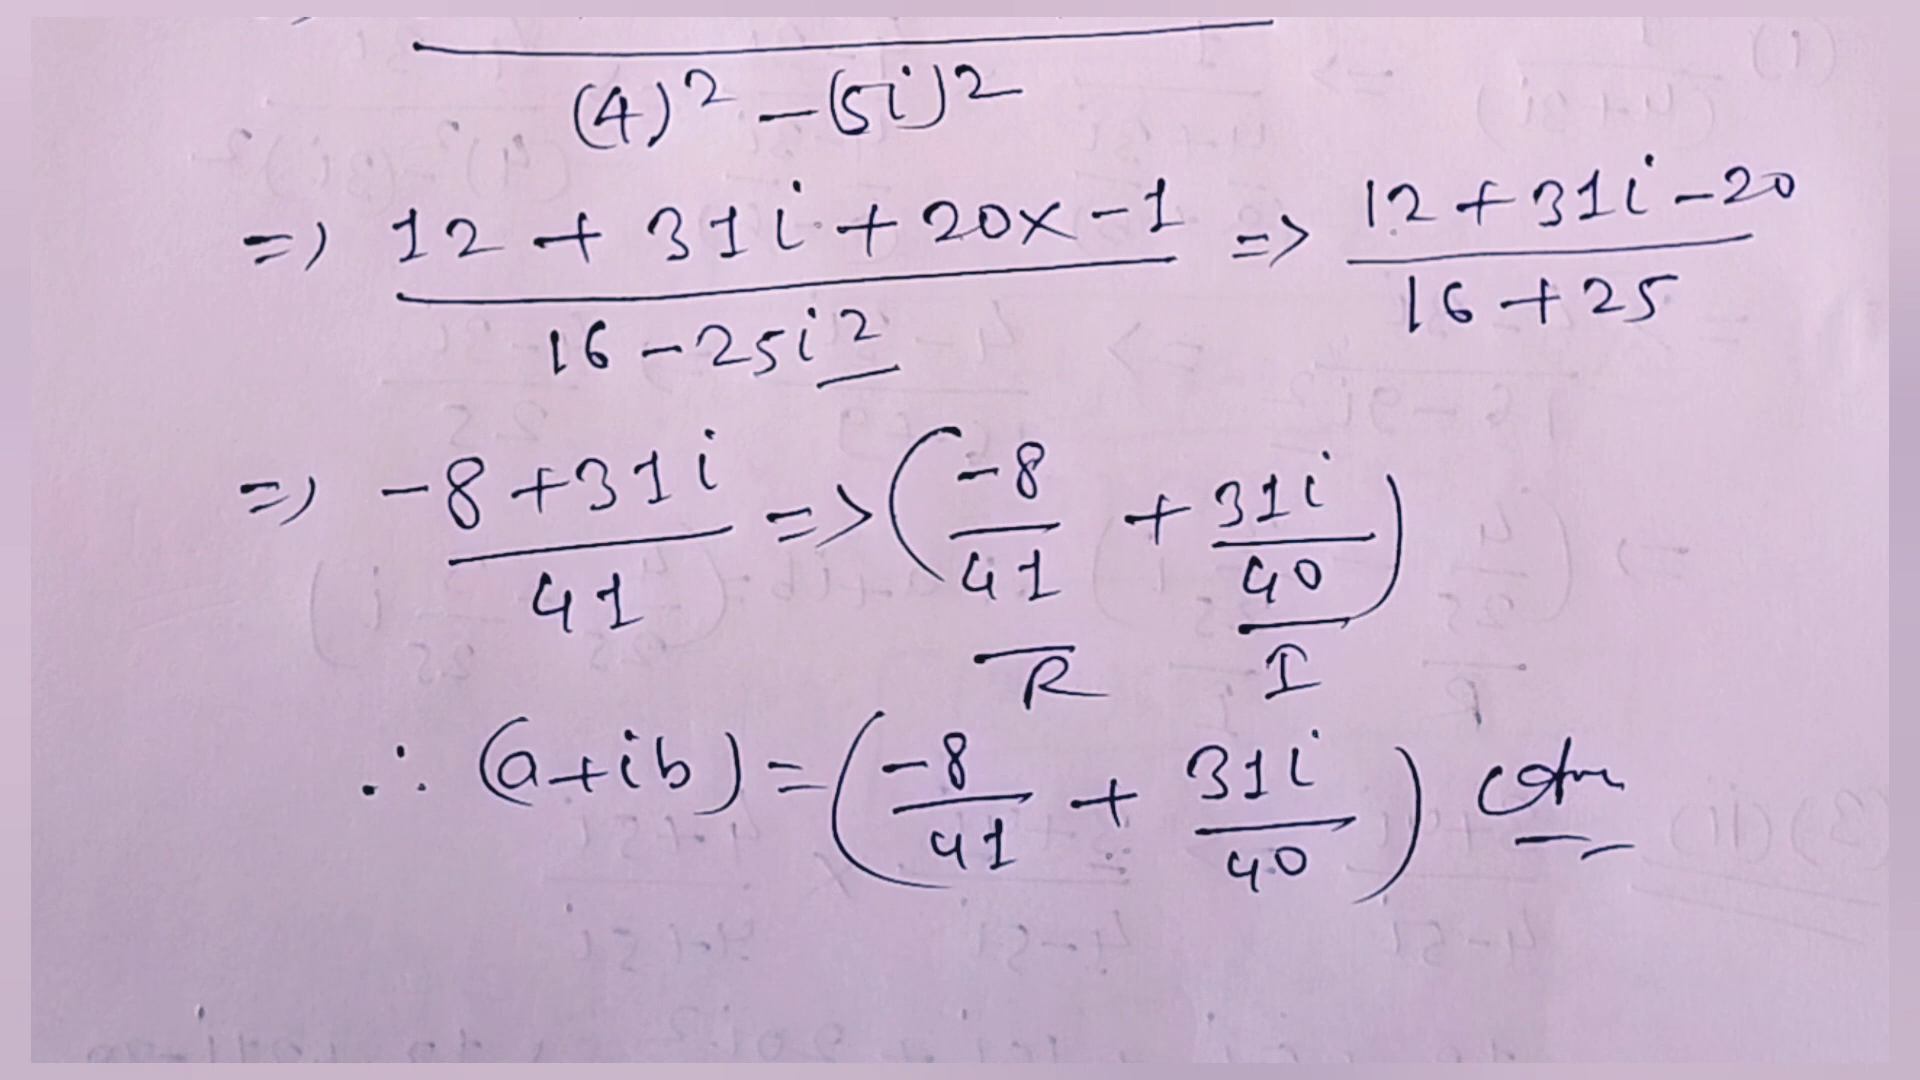 (4)² - (5i)²
=> 12 + 31i + 20x - 1 / 16 - 25i² => 12 + 31i - 20 / 16 + 25
=> -8 + 31i / 41 => (-8/41 + 31i/40)
R I
∴ (a + ib) = (-8/41 + 31i/40)